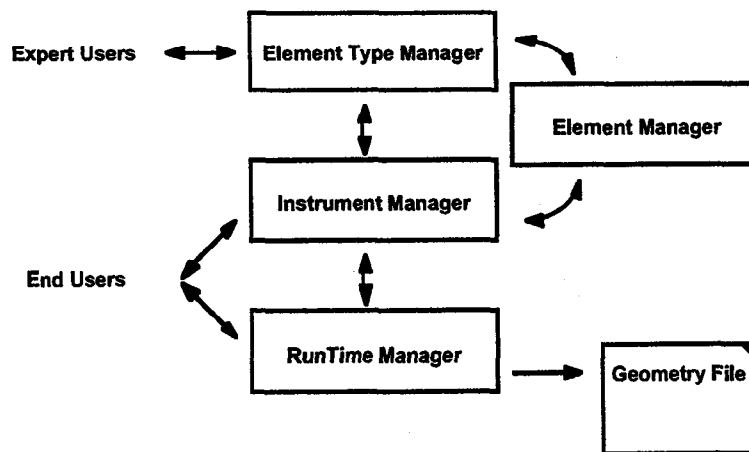 Expert Users
Element Type Manager
Element Manager
Instrument Manager
End Users
RunTime Manager
Geometry File